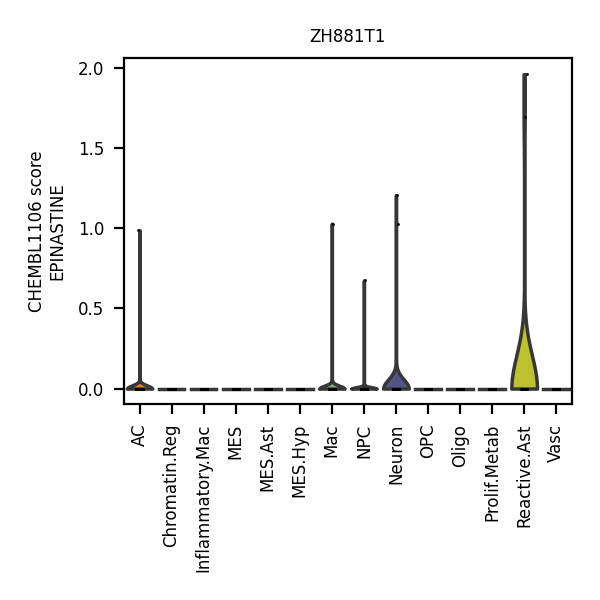 ZH881T1
CHEMBL1106 score
EPINASTINE
2.0
1.5
1.0
0.5
0.0
AC
Chromatin.Reg
Inflammatory.Mac
MES
MES.Ast
MES.Hyp
Mac
NPC
Neuron
OPC
Oligo
Prolif.Metab
Reactive.Ast
Vasc